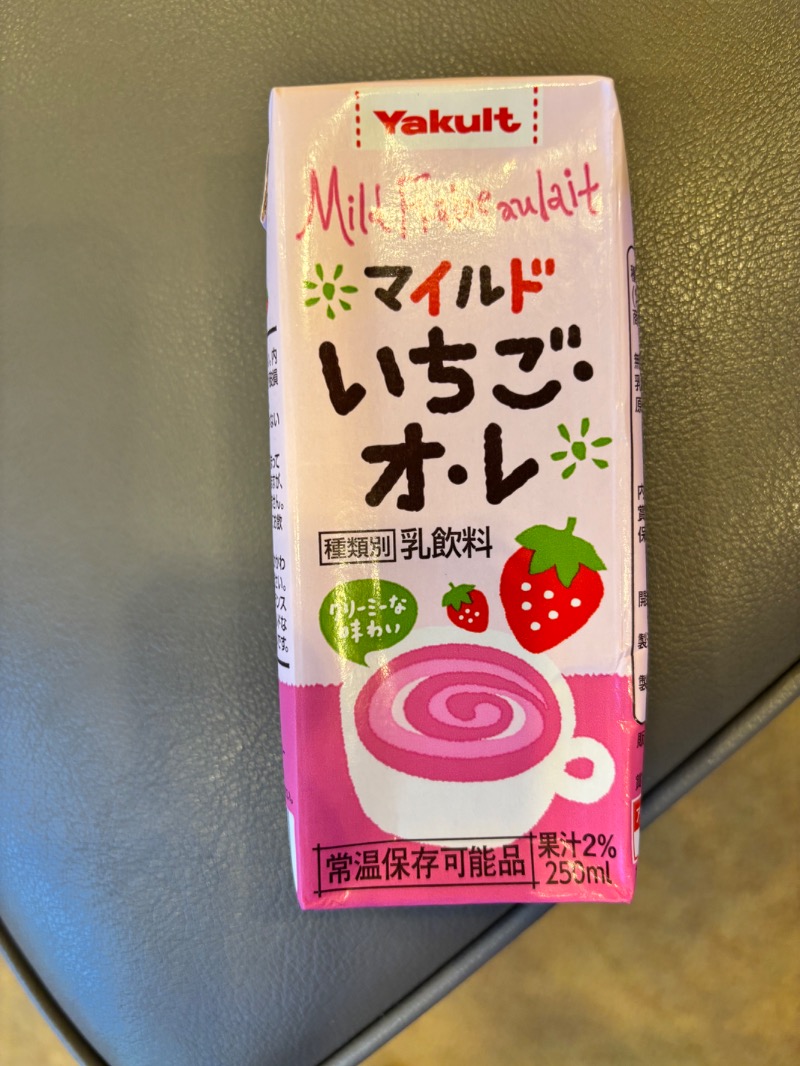 Yakult
Mild Fraise au lait
マイルド
いちご・
オ・レ
種類別 乳飲料
クリーミーな
味わい
常温保存可能品
果汁2%
250ml